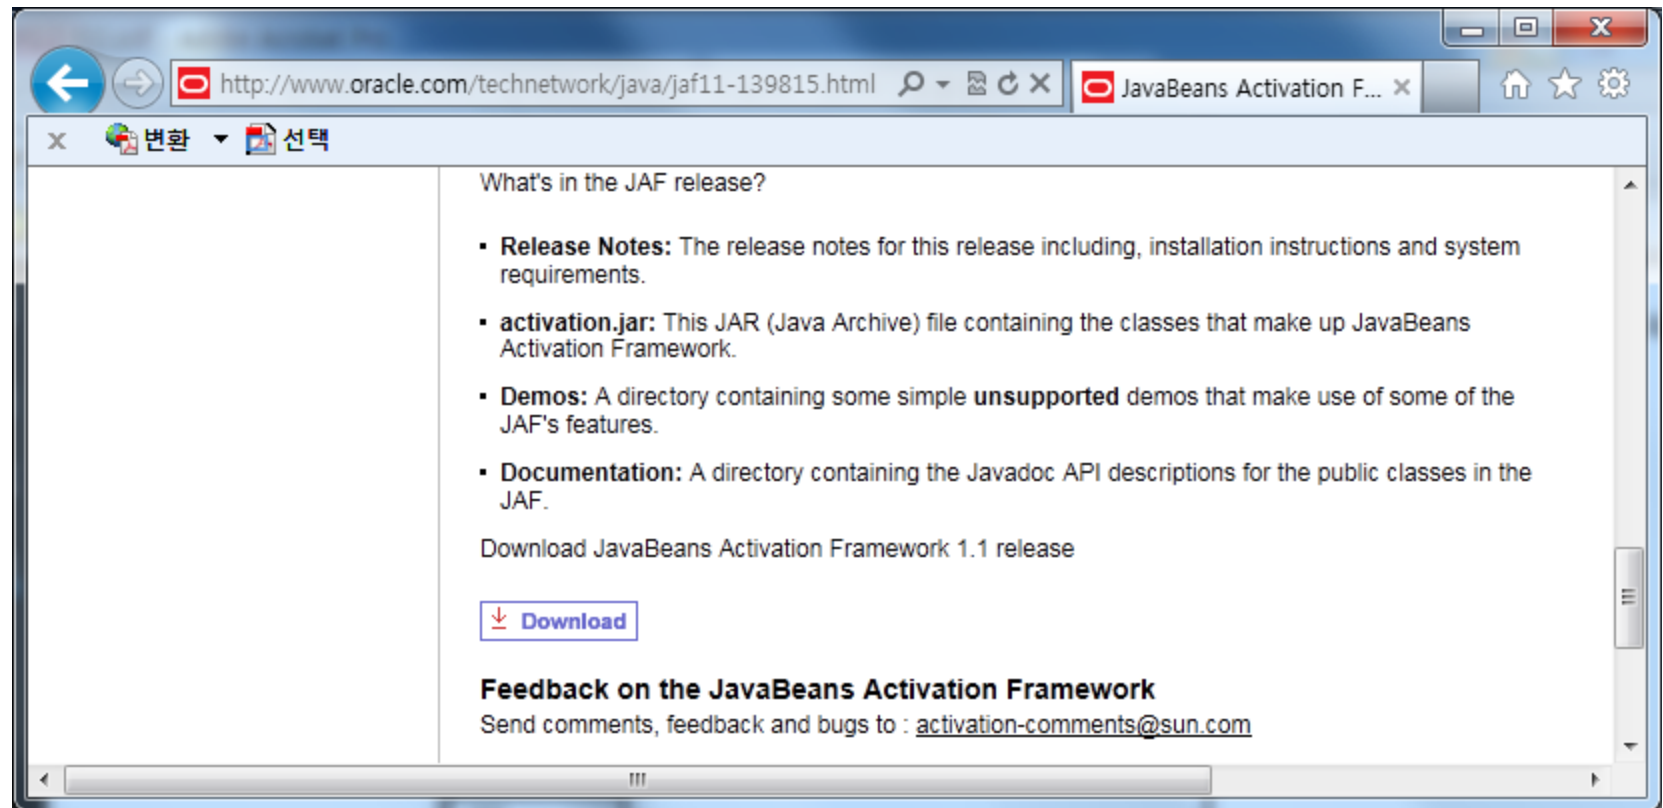 http://www.oracle.com/technetwork/java/jaf11-139815.html
JavaBeans Activation F...
변환
선택
What's in the JAF release?
Release Notes: The release notes for this release including, installation instructions and system
requirements.
activation.jar: This JAR (Java Archive) file containing the classes that make up JavaBeans
Activation Framework.
Demos: A directory containing some simple unsupported demos that make use of some of the
JAF's features.
Documentation: A directory containing the Javadoc API descriptions for the public classes in the
JAF.
Download JavaBeans Activation Framework 1.1 release
Download
Feedback on the JavaBeans Activation Framework
Send comments, feedback and bugs to : activation-comments@sun.com